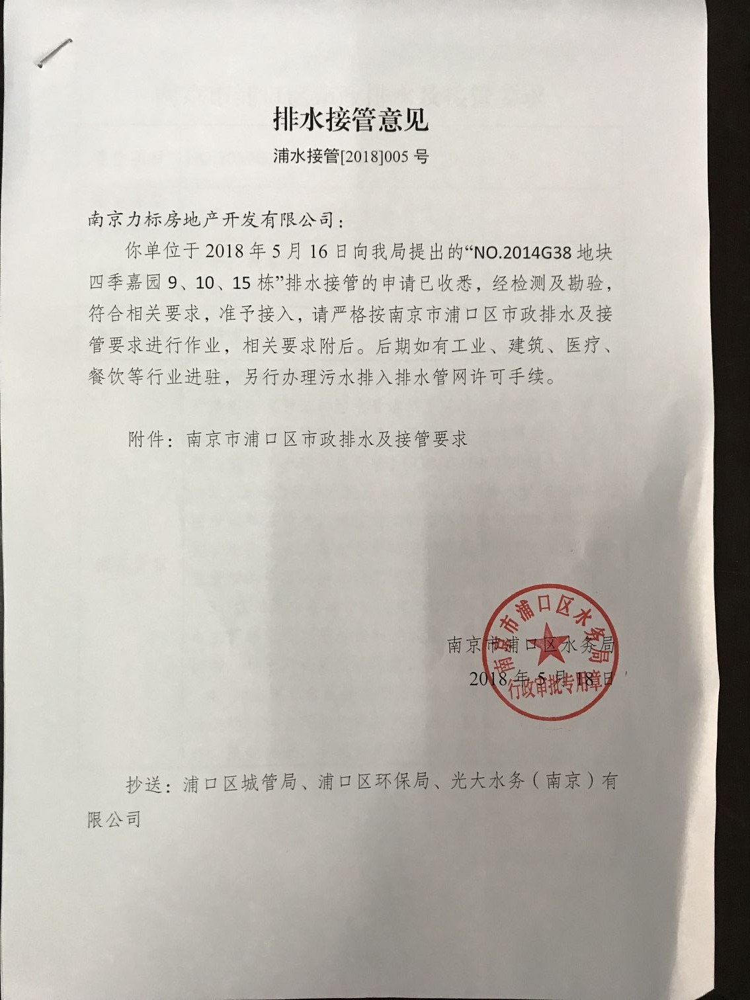 排水接管意见
浦水接管[2018]005 号
南京力标房地产开发有限公司：
你单位于 2018 年 5 月 16 日向我局提出的“NO.2014G38 地块
四季嘉园 9、10、15 栋”排水接管的申请已收悉，经检测及勘验，
符合相关要求，准予接入，请严格按南京市浦口区市政排水及接
管要求进行作业，相关要求附后。后期如有工业、建筑、医疗、
餐饮等行业进驻，另行办理污水排入排水管网许可手续。
附件：南京市浦口区市政排水及接管要求
南京市浦口区水务局
南京市浦口区水务局
2018 年 5 月 18 日
行政审批专用章
抄送：浦口区城管局、浦口区环保局、光大水务（南京）有
限公司